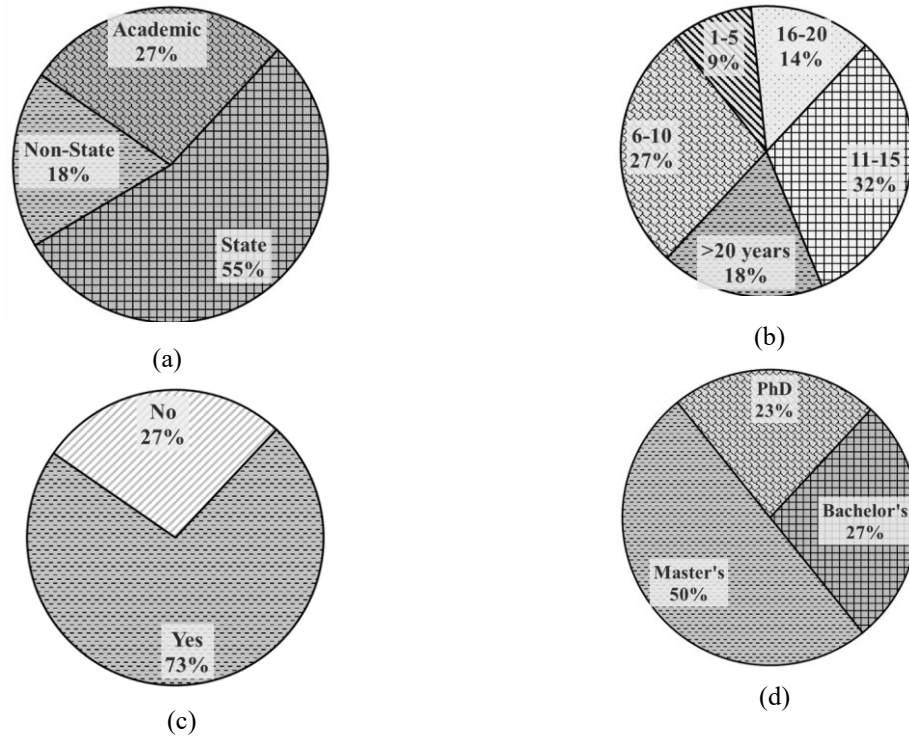 Academic
27%
Non-State
18%
State
55%
(a)
1-5
9%
16-20
14%
6-10
27%
11-15
32%
>20 years
18%
(b)
No
27%
Yes
73%
(c)
PhD
23%
Bachelor's
27%
Master's
50%
(d)